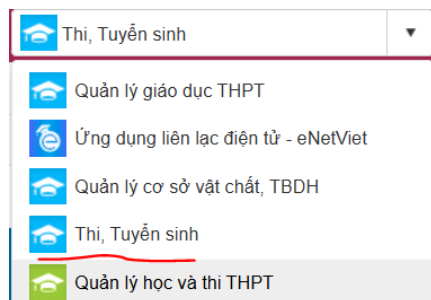 Thi, Tuyển sinh
Quản lý giáo dục THPT
Ứng dụng liên lạc điện tử - eNetViet
Quản lý cơ sở vật chất, TBDH
Thi, Tuyển sinh
Quản lý học và thi THPT